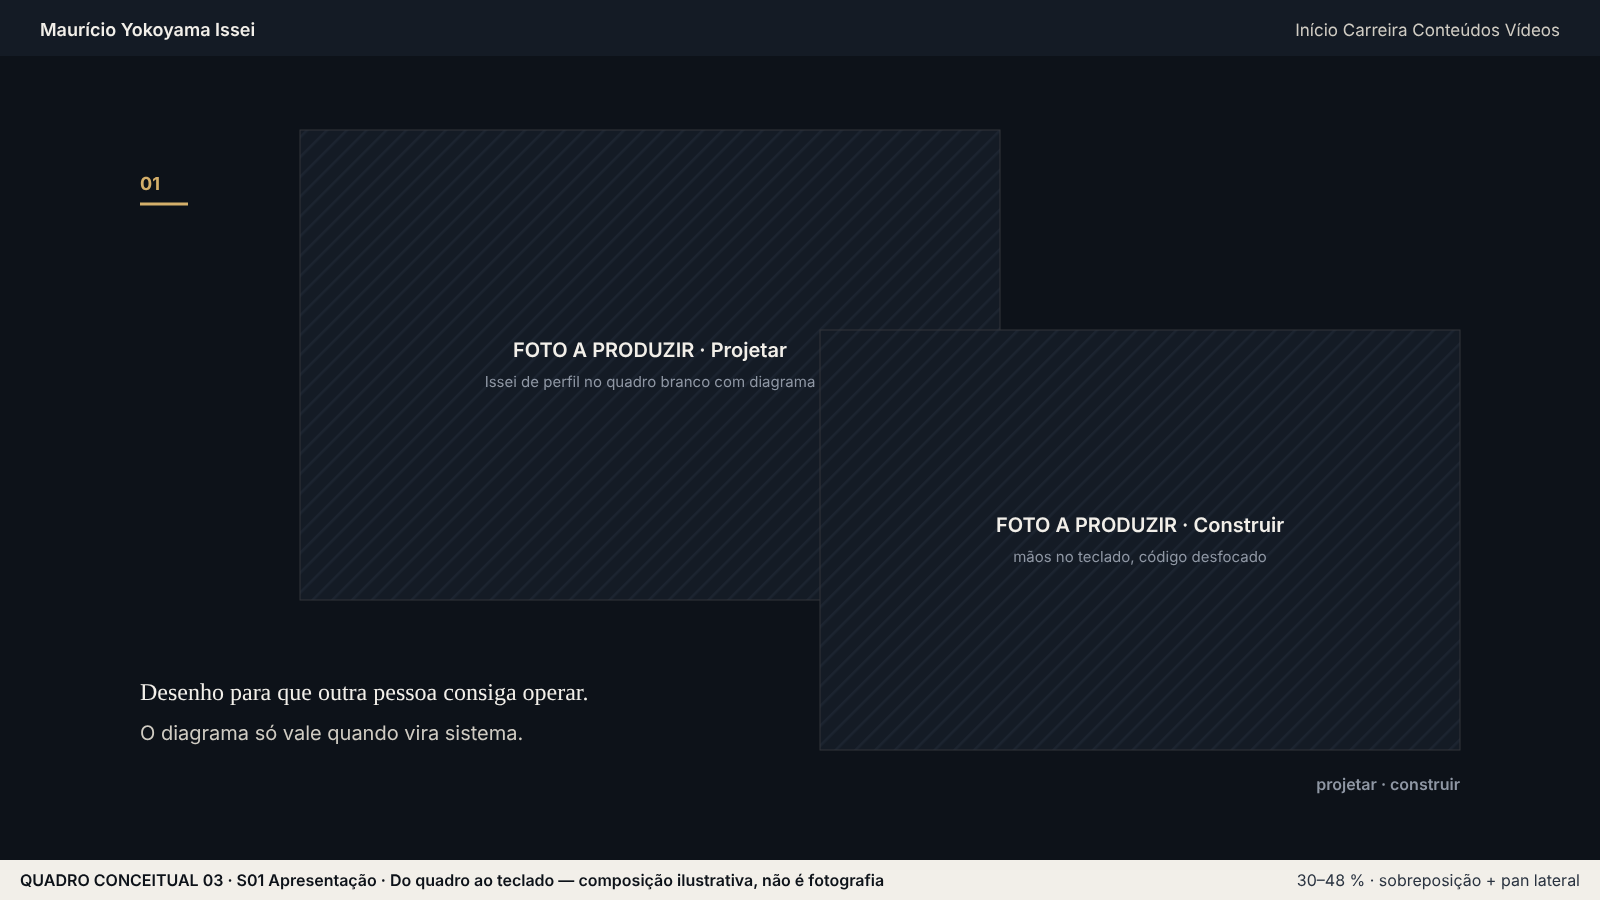 Maurício Yokoyama Issei
Início Carreira Conteúdos Vídeos
01
FOTO A PRODUZIR · Projetar
Issei de perfil no quadro branco com diagrama
FOTO A PRODUZIR · Construir
mãos no teclado, código desfocado
Desenho para que outra pessoa consiga operar.
O diagrama só vale quando vira sistema.
projetar · construir
QUADRO CONCEITUAL 03 · S01 Apresentação · Do quadro ao teclado — composição ilustrativa, não é fotografia
30–48 % · sobreposição + pan lateral